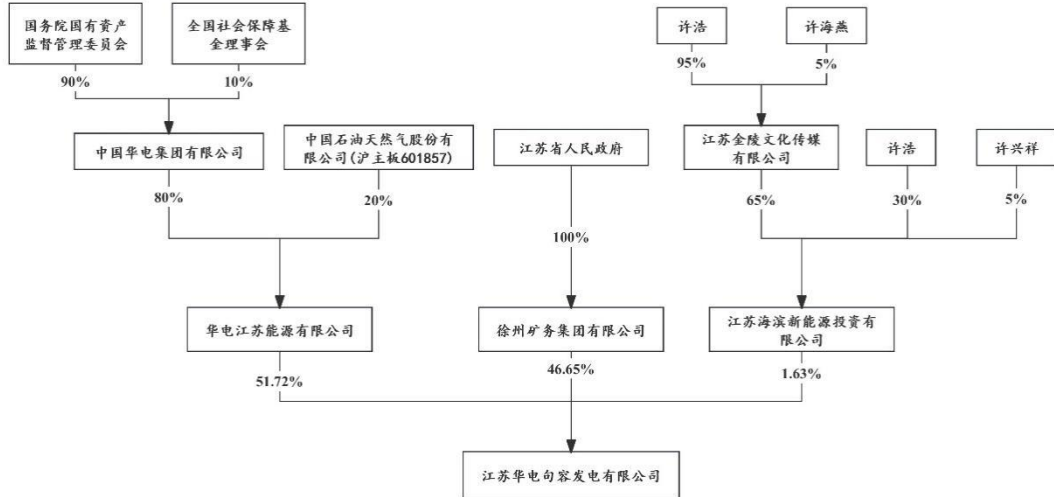 国务院国有资产
监督管理委员会
全国社会保障基
金理事会
许浩
许海燕
90%
10%
95%
5%
中国华电集团有限公司
中国石油天然气股份有
限公司(沪主板601857)
江苏省人民政府
江苏金陵文化传媒
有限公司
许浩
许兴祥
80%
20%
100%
65%
30%
5%
华电江苏能源有限公司
徐州矿务集团有限公司
江苏海滨新能源投资有
限公司
51.72%
46.65%
1.63%
江苏华电句容发电有限公司